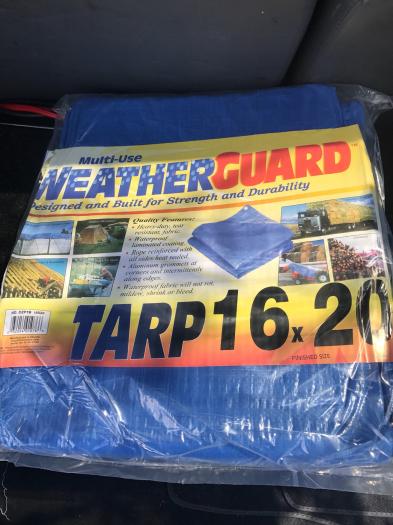 Multi-Use
WEATHERGUARD
Designed and Built for Strength and Durability
Quality Features:
• Heavy-duty, tear
resistant, fabric.
• Waterproof
laminated coating.
• Rope reinforced with
all sides heat sealed.
• Aluminum grommets at
corners and intermittently
along edges.
• Waterproof fabric will not rot,
mildew, shrink or bleed.
TARP 16 x 20
FINISHED SIZE